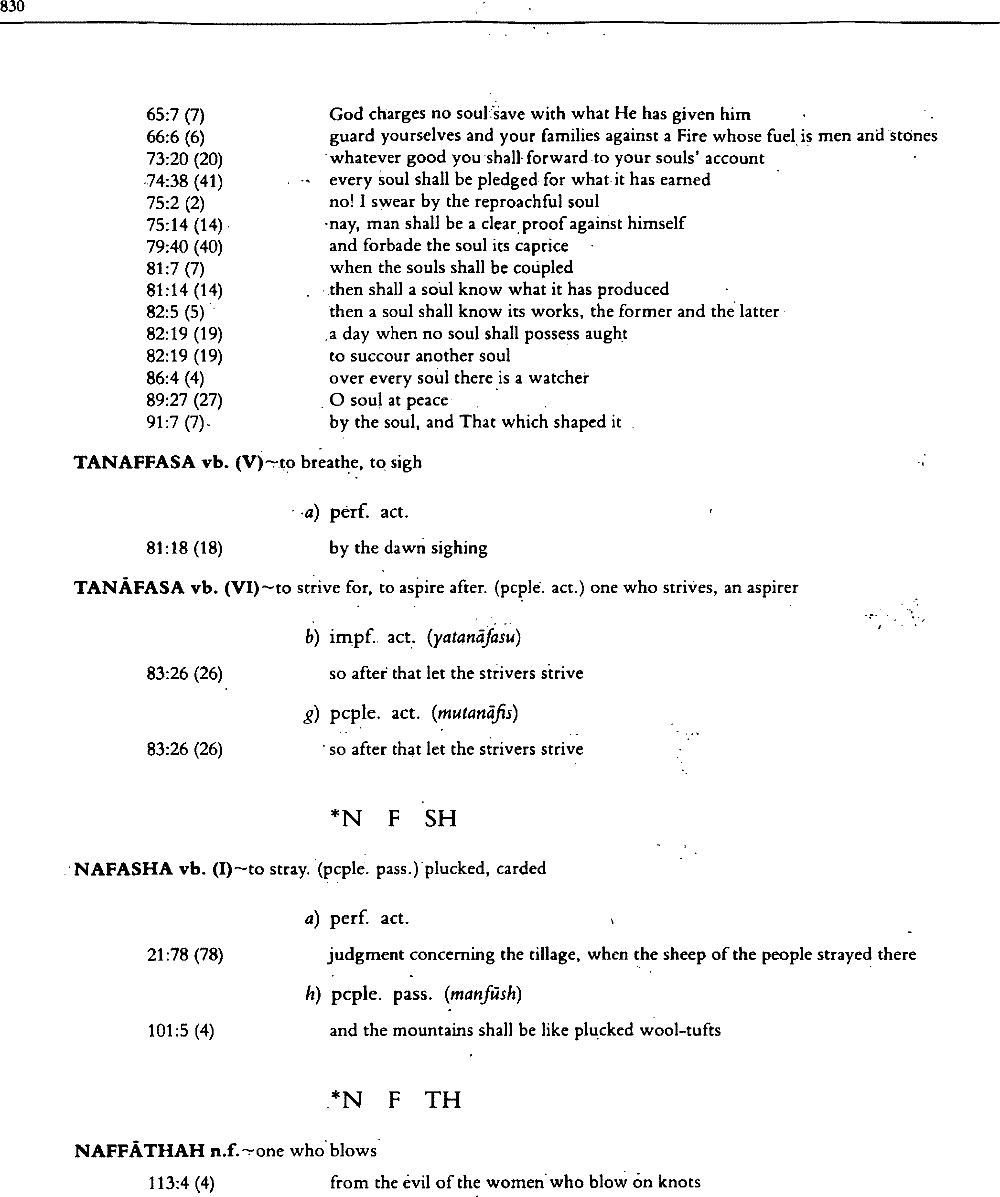 830
65:7 (7) God charges no soul save with what He has given him
66:6 (6) guard yourselves and your families against a Fire whose fuel is men and stones
73:20 (20) whatever good you shall forward to your souls' account
74:38 (41) every soul shall be pledged for what it has earned
75:2 (2) no! I swear by the reproachful soul
75:14 (14) nay, man shall be a clear proof against himself
79:40 (40) and forbade the soul its caprice
81:7 (7) when the souls shall be coupled
81:14 (14) then shall a soul know what it has produced
82:5 (5) then a soul shall know its works, the former and the latter
82:19 (19) a day when no soul shall possess aught
82:19 (19) to succour another soul
86:4 (4) over every soul there is a watcher
89:27 (27) O soul at peace
91:7 (7) by the soul, and That which shaped it
TANAFFASA vb. (V)~to breathe, to sigh
a) perf. act.
81:18 (18) by the dawn sighing
TANĀFASA vb. (VI)~to strive for, to aspire after. (pcple. act.) one who strives, an aspirer
b) impf. act. (yatanāfasu)
83:26 (26) so after that let the strivers strive
g) pcple. act. (mutanāfis)
83:26 (26) so after that let the strivers strive
*N F SH
NAFASHA vb. (I)~to stray. (pcple. pass.) plucked, carded
a) perf. act.
21:78 (78) judgment concerning the tillage, when the sheep of the people strayed there
h) pcple. pass. (manfūsh)
101:5 (4) and the mountains shall be like plucked wool-tufts
*N F TH
NAFFĀTHAH n.f.~one who blows
113:4 (4) from the evil of the women who blow on knots